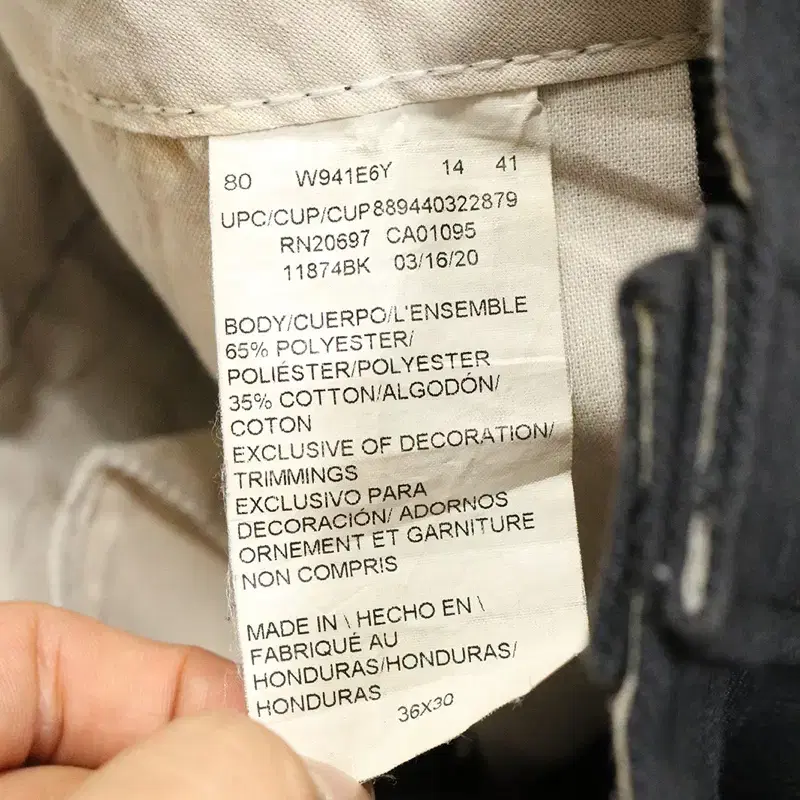 80 W941E6Y 14 41
UPC/CUP/CUP889440322879
RN20697 CA01095
11874BK 03/16/20
BODY/CUERPO/L'ENSEMBLE
65% POLYESTER/
POLIÉSTER/POLYESTER
35% COTTON/ALGODÓN/
COTON
EXCLUSIVE OF DECORATION/
TRIMMINGS
EXCLUSIVO PARA
DECORACIÓN/ ADORNOS
ORNEMENT ET GARNITURE
NON COMPRIS
MADE IN \ HECHO EN \
FABRIQUÉ AU
HONDURAS/HONDURAS/
HONDURAS
36X30